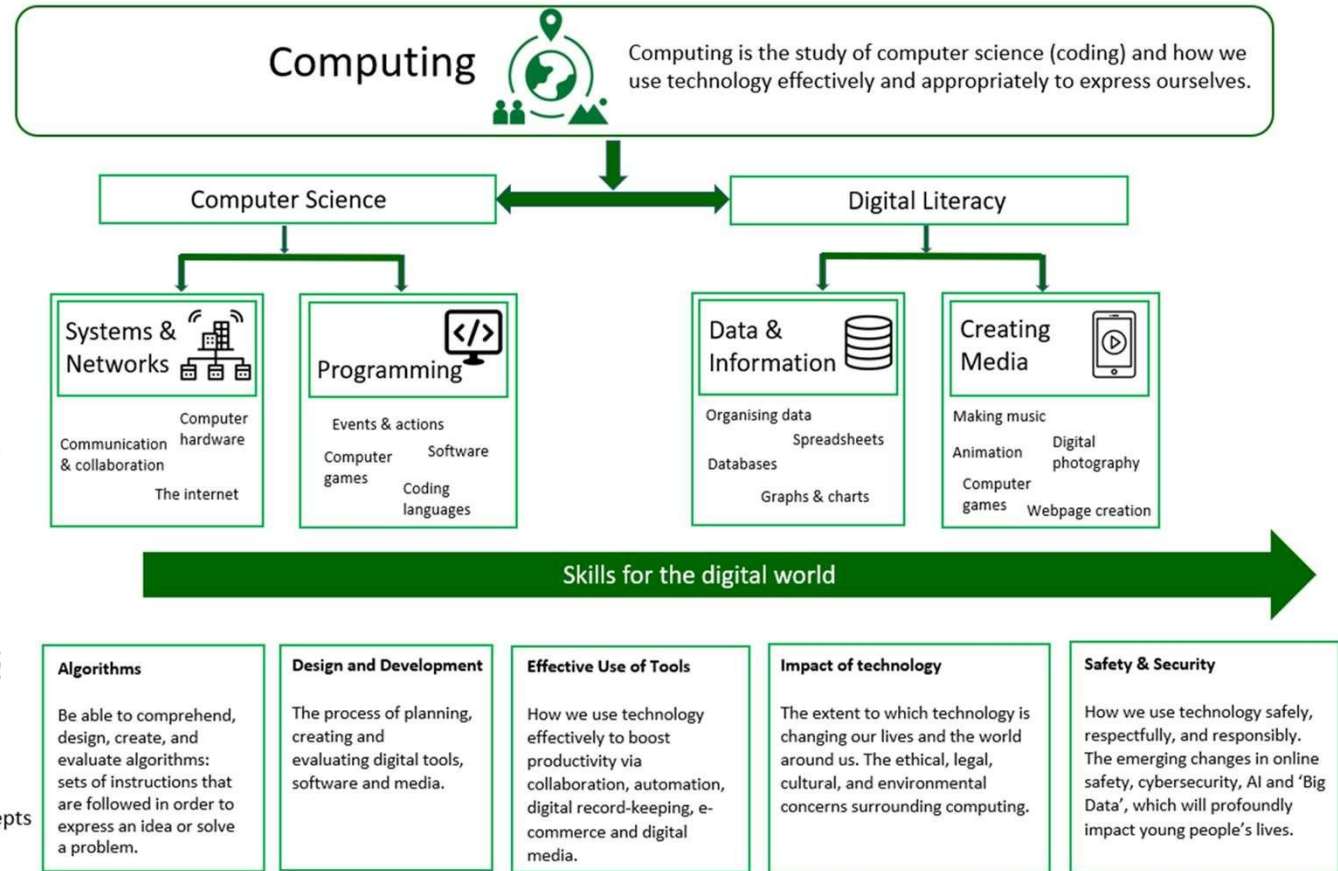 Computing
Computing is the study of computer science (coding) and how we
use technology effectively and appropriately to express ourselves.
Computer Science
Digital Literacy
Systems &
Networks
Computer
hardware
Communication
& collaboration
The internet
</>
Programming
Events & actions
Software
Computer
games
Coding
languages
Data &
Information
Organising data
Spreadsheets
Databases
Graphs & charts
Creating
Media
Making music
Animation
Digital
photography
Computer
games
Webpage creation
Skills for the digital world
Algorithms
Be able to comprehend,
design, create, and
evaluate algorithms:
sets of instructions that
are followed in order to
express an idea or solve
a problem.
Design and Development
The process of planning,
creating and
evaluating digital tools,
software and media.
Effective Use of Tools
How we use technology
effectively to boost
productivity via
collaboration, automation,
digital record-keeping, e-
commerce and digital
media.
Impact of technology
The extent to which technology is
changing our lives and the world
around us. The ethical, legal,
cultural, and environmental
concerns surrounding computing.
Safety & Security
How we use technology safely,
respectfully, and responsibly.
The emerging changes in online
safety, cybersecurity, AI and ‘Big
Data’, which will profoundly
impact young people’s lives.
epts